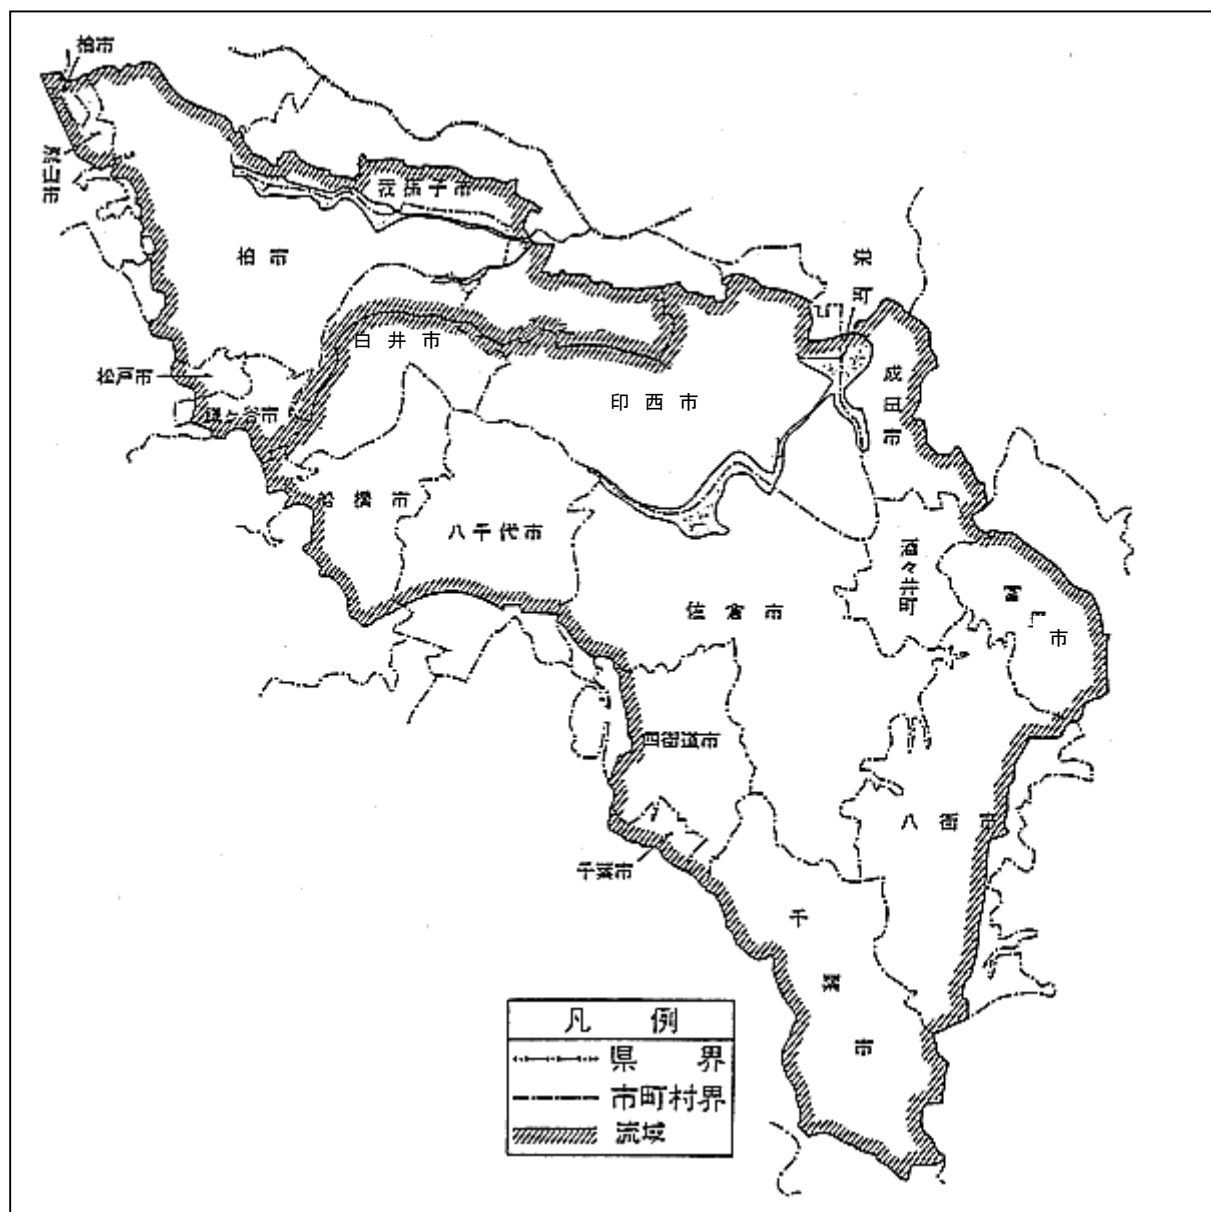 柏市
流山市
我孫子市
柏市
栄町
白井市
松戸市
鎌ヶ谷市
印西市
成田市
船橋市
八千代市
酒々井町
佐倉市
富
市
四街道市
八街市
千葉市
千葉市
凡例
県界
市町村界
流域